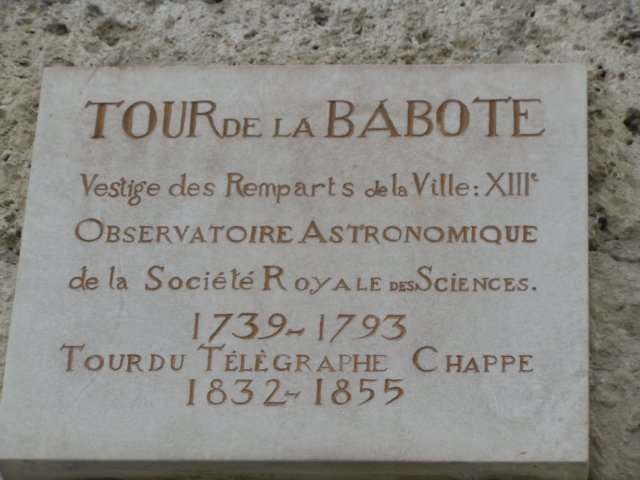 TOUR DE LA BABOTE
Vestige des Remparts de la Ville: XIIIe
OBSERVATOIRE ASTRONOMIQUE
de la Société ROYALE DES SCIENCES.
1739-1793
TOUR DU TÉLÉGRAPHE CHAPPE
1832-1855